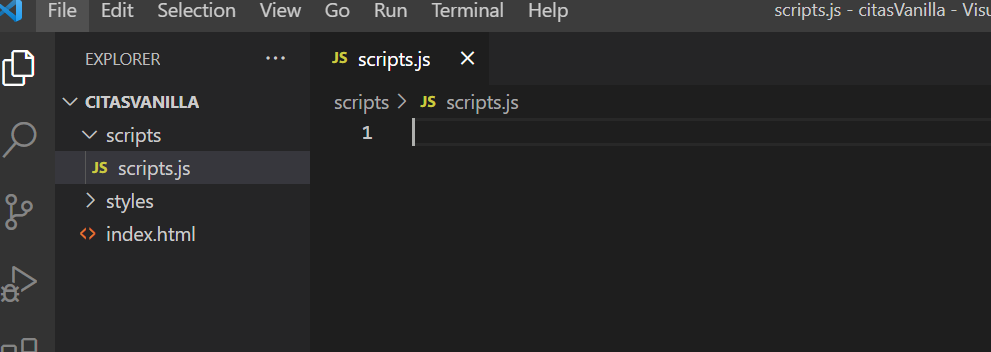 File Edit Selection View Go Run Terminal Help scripts.js - citasVanilla - Visu
EXPLORER ...
JS scripts.js
CITASVANILLA
scripts
JS scripts.js
styles
index.html
scripts > JS scripts.js
1